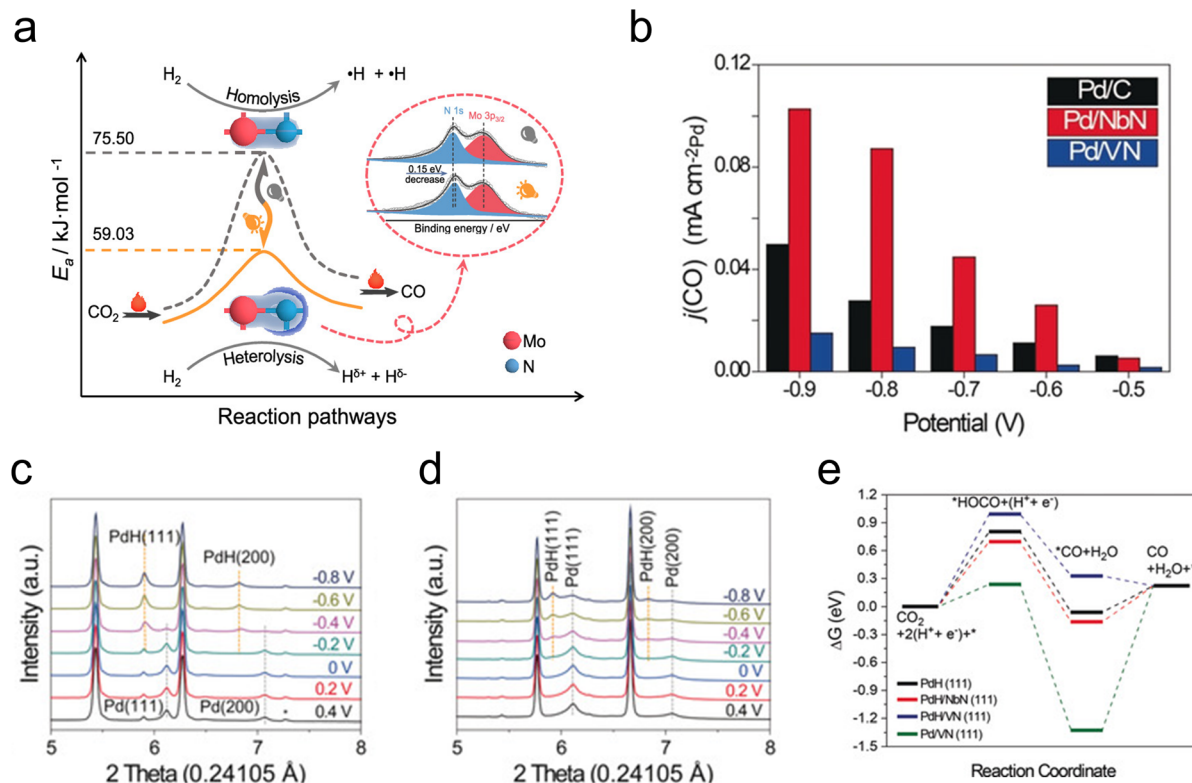 a
H₂
•H + •H
Homolysis
75.50
59.03
Eₐ / kJ·mol⁻¹
N 1s
Mo 3p₃/₂
0.15 eV
decrease
Binding energy / eV
CO₂
CO
Mo
N
Heterolysis
H₂
Hᵟ⁺ + Hᵟ⁻
Reaction pathways
b
Pd/C
Pd/NbN
Pd/VN
0.12
0.08
0.04
0.00
j(CO) (mA cm⁻²Pd)
-0.9
-0.8
-0.7
-0.6
-0.5
Potential (V)
c
PdH(111)
PdH(200)
-0.8 V
-0.6 V
-0.4 V
-0.2 V
0 V
0.2 V
0.4 V
Pd(111)
Pd(200)
*
Intensity (a.u.)
5
6
7
8
2 Theta (0.24105 Å)
d
PdH(111)
Pd(111)
PdH(200)
Pd(200)
-0.8 V
-0.6 V
-0.4 V
-0.2 V
0 V
0.2 V
0.4 V
Intensity (a.u.)
5
6
7
8
2 Theta (0.24105 Å)
e
1.2
0.9
0.6
0.3
0.0
-0.3
-0.6
-0.9
-1.2
-1.5
ΔG (eV)
*HOCO+(H⁺+ e⁻)
*CO+H₂O
CO
+H₂O+*
CO₂
+2(H⁺+ e⁻)+*
PdH (111)
PdH/NbN (111)
PdH/VN (111)
Pd/VN (111)
Reaction Coordinate